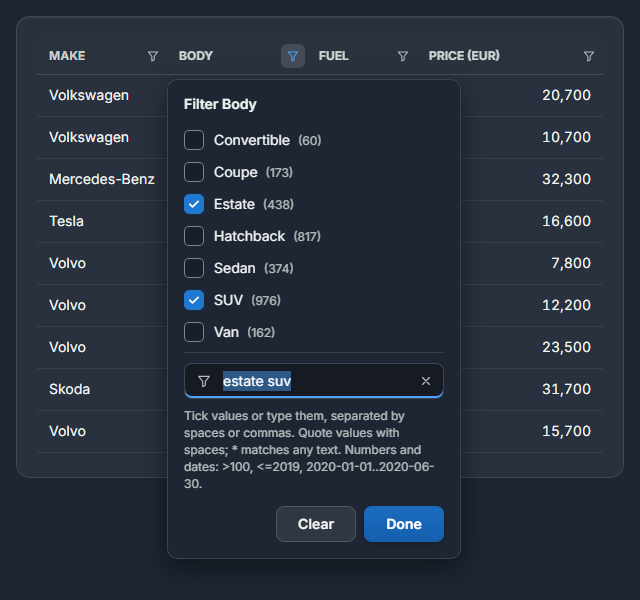 MAKE BODY FUEL PRICE (EUR)
Volkswagen 20,700
Volkswagen 10,700
Mercedes-Benz 32,300
Tesla 16,600
Volvo 7,800
Volvo 12,200
Volvo 23,500
Skoda 31,700
Volvo 15,700
Filter Body
Convertible (60)
Coupe (173)
Estate (438)
Hatchback (817)
Sedan (374)
SUV (976)
Van (162)
estate suv
Tick values or type them, separated by
spaces or commas. Quote values with
spaces; * matches any text. Numbers and
dates: >100, <=2019, 2020-01-01..2020-06-
30.
Clear Done